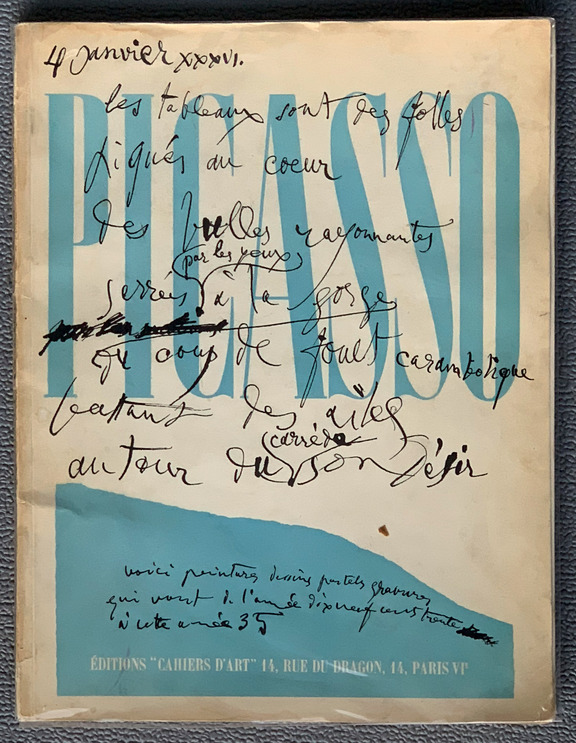 4 Janvier XXXVI.
PICASSO
les tableaux sont des folles
piqués au coeur
des bulles rayonnantes
par les yeux
serrés à la gorge
du coup de fouet carambolique
battant des ailes
carré de
autour du son désir
voici peintures dessins pastels gravures
qui vont de l'année dix neuf cent trente
à cette année 35
ÉDITIONS "CAHIERS D'ART" 14, RUE DU DRAGON, 14, PARIS VIᵉ